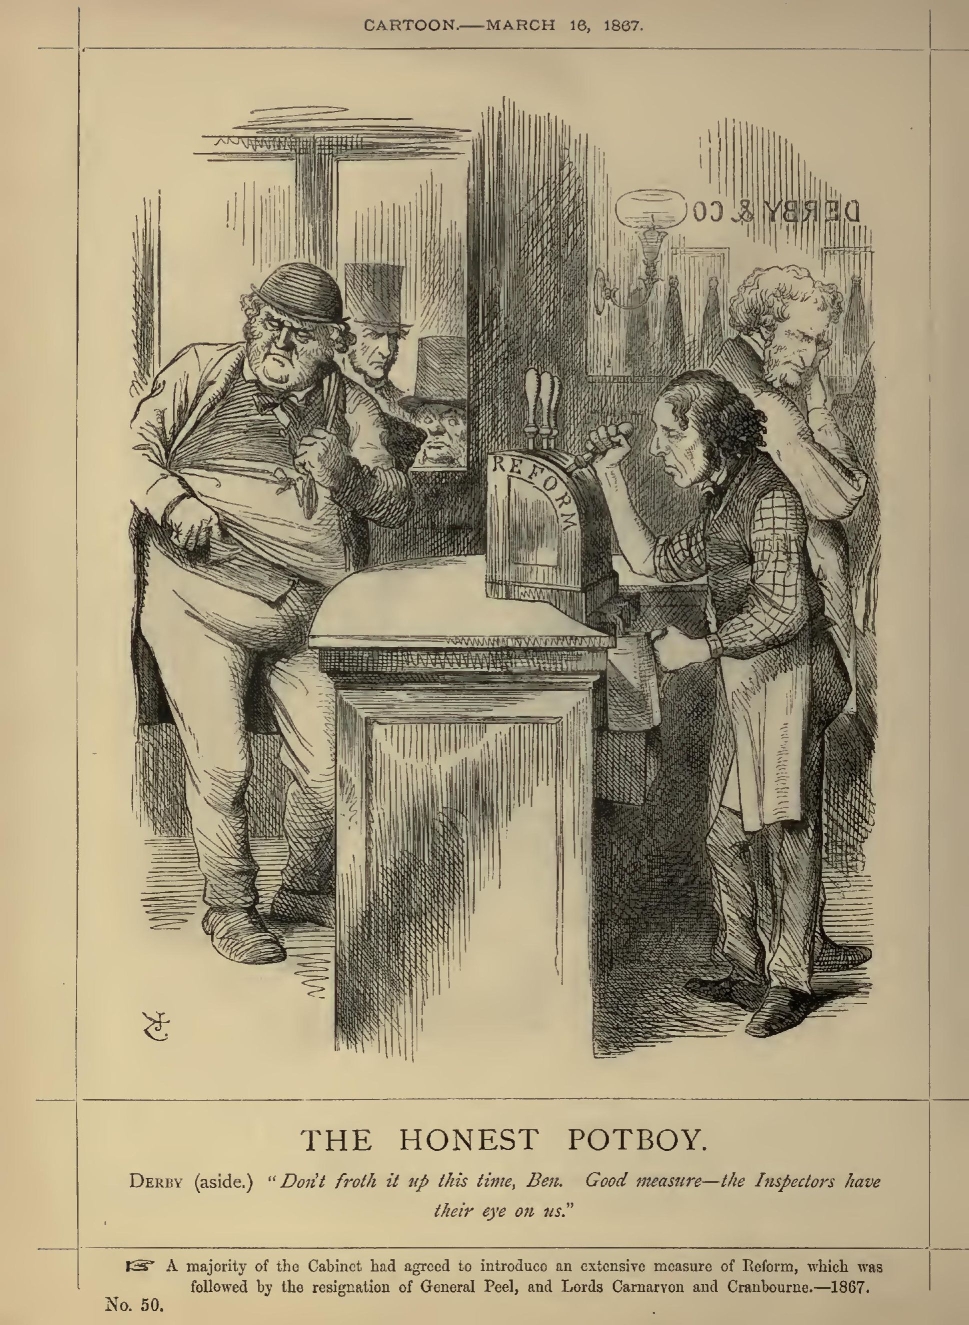 CARTOON.—MARCH 16, 1867.
DERBY & CO
REFORM
THE HONEST POTBOY.
DERBY (aside.) "Don't froth it up this time, Ben. Good measure—the Inspectors have
their eye on us."
☞ A majority of the Cabinet had agreed to introduce an extensive measure of Reform, which was
followed by the resignation of General Peel, and Lords Carnarvon and Cranbourne.—1867.
No. 50.